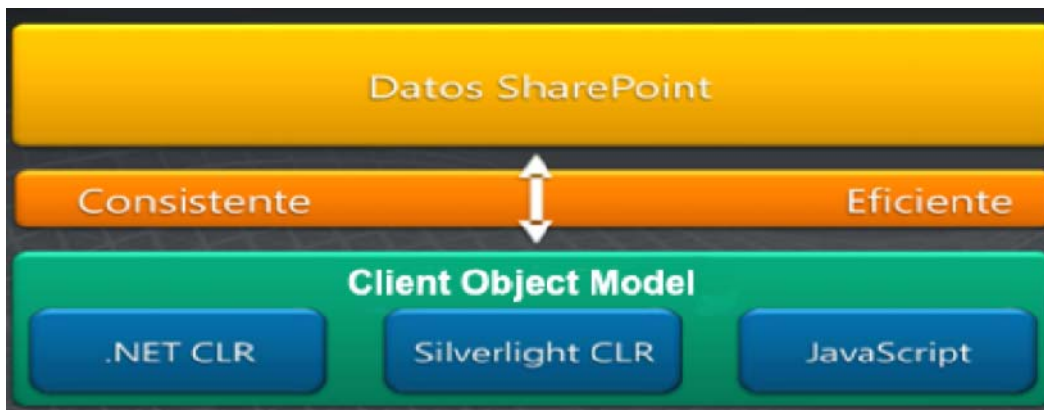 Datos SharePoint
Consistente Eficiente
Client Object Model
.NET CLR Silverlight CLR JavaScript